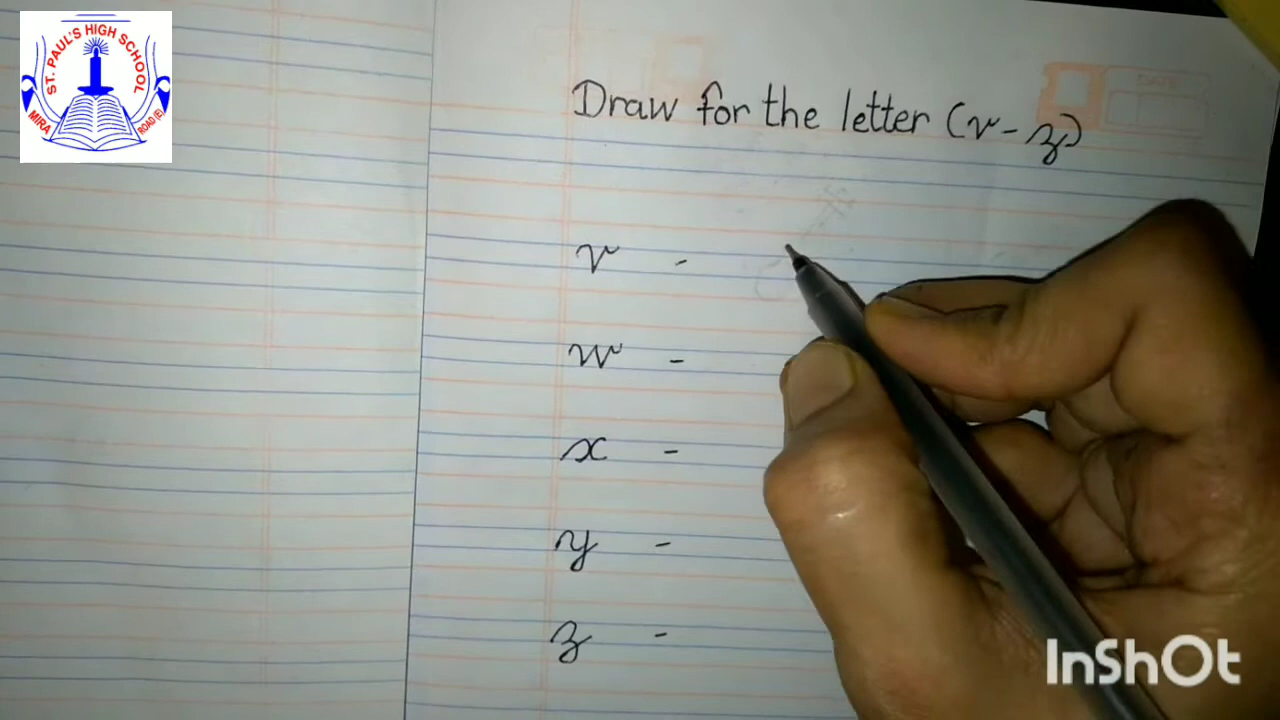 ST. PAUL'S HIGH SCHOOL
MIRA ROAD (E)
Draw for the letter (v - z)
v -
w -
x -
y -
z -
InShOt